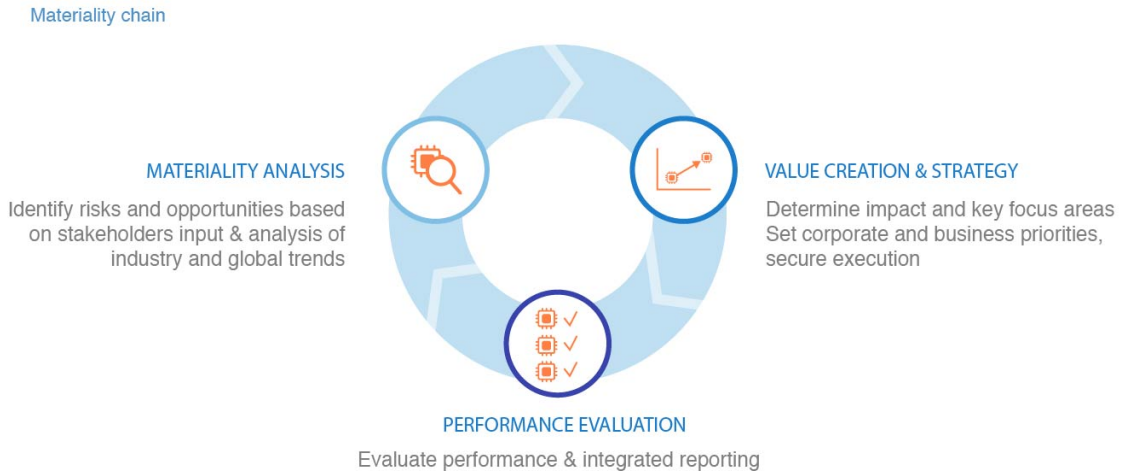 Materiality chain
MATERIALITY ANALYSIS
Identify risks and opportunities based
on stakeholders input & analysis of
industry and global trends
VALUE CREATION & STRATEGY
Determine impact and key focus areas
Set corporate and business priorities,
secure execution
PERFORMANCE EVALUATION
Evaluate performance & integrated reporting